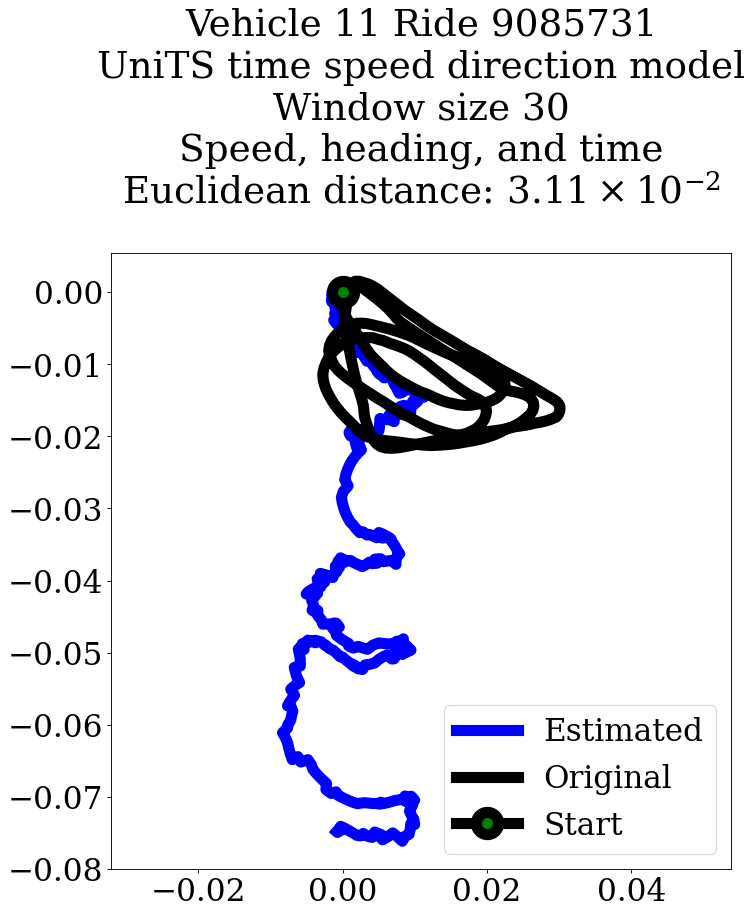 Vehicle 11 Ride 9085731
UniTS time speed direction model
Window size 30
Speed, heading, and time
Euclidean distance: 3.11 × 10⁻²
0.00
−0.01
−0.02
−0.03
−0.04
−0.05
−0.06
−0.07
−0.08
−0.02
0.00
0.02
0.04
Estimated
Original
Start